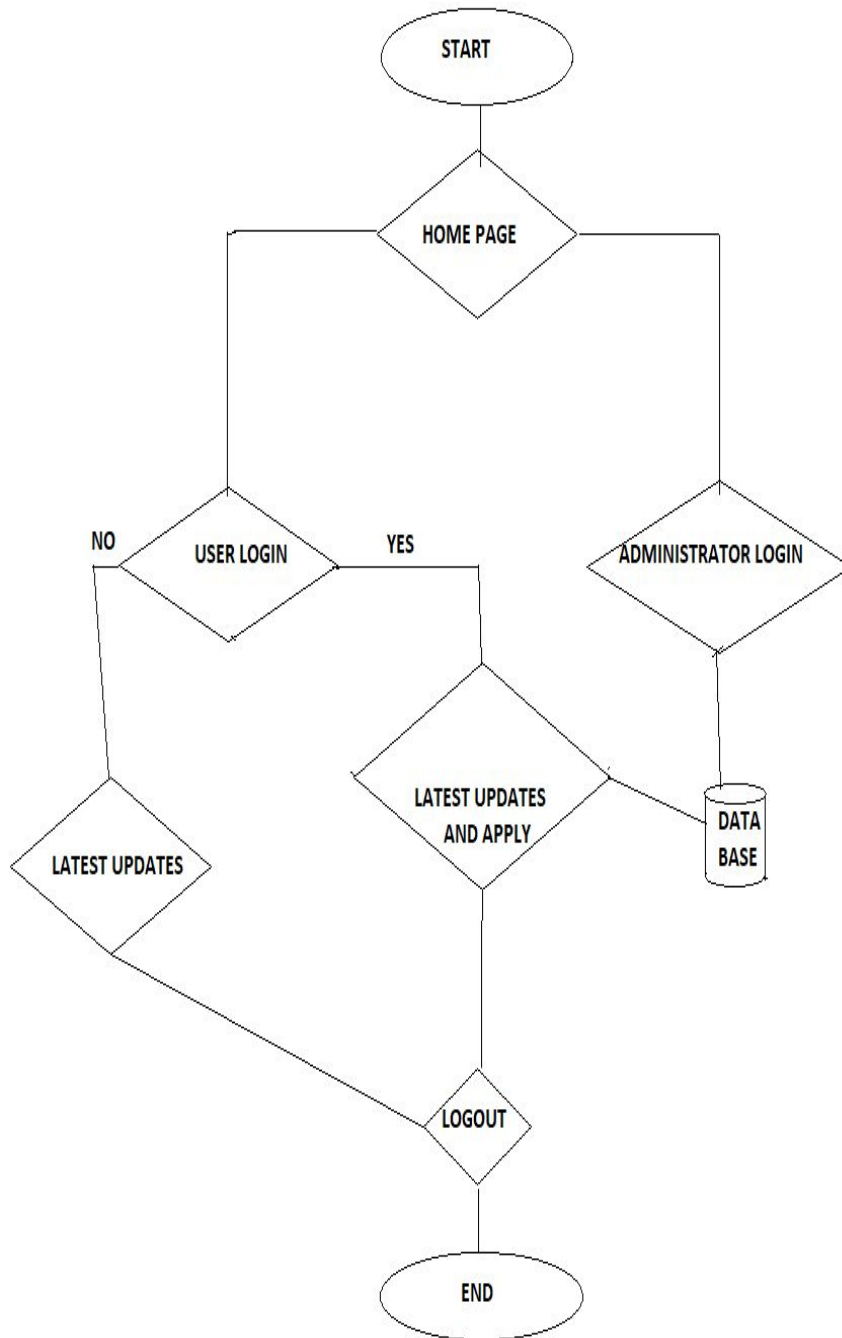 START
HOME PAGE
NO
USER LOGIN
YES
ADMINISTRATOR LOGIN
LATEST UPDATES
AND APPLY
DATA
BASE
LATEST UPDATES
LOGOUT
END